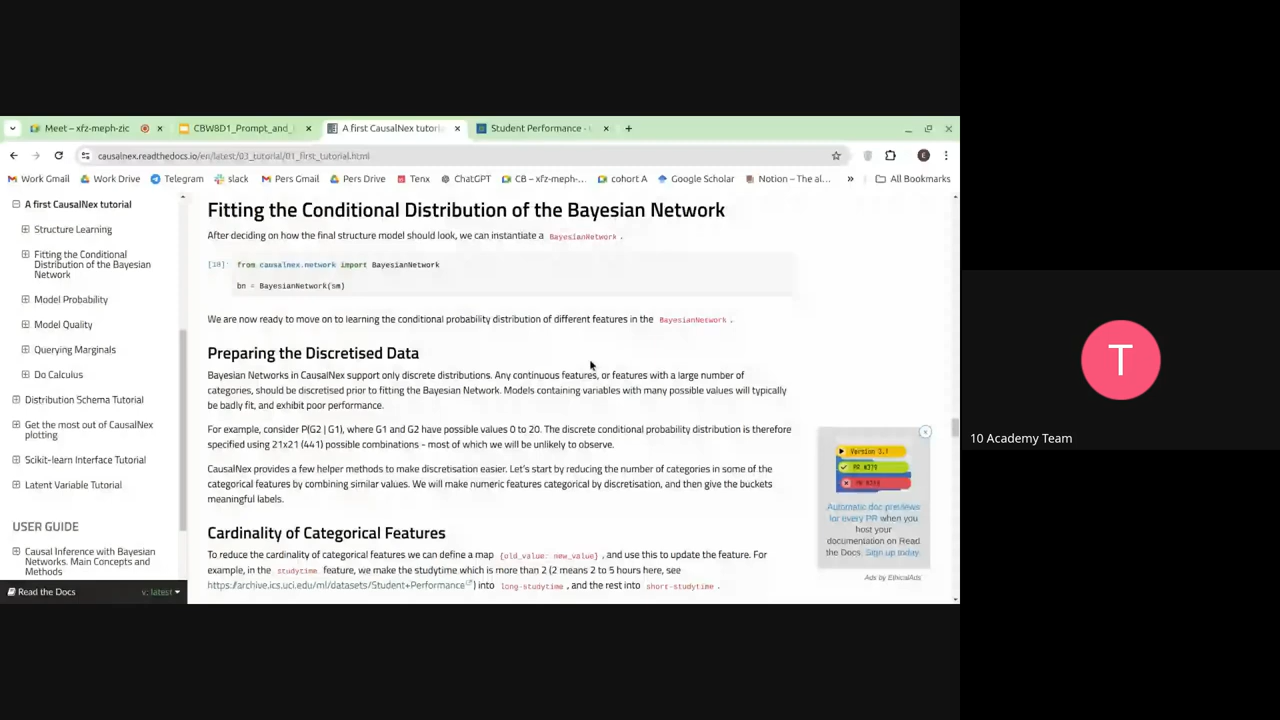 Meet – xfz-meph-zic
CBW8D1_Prompt_and_
A first CausalNex tutori
Student Performance -
causalnex.readthedocs.io/en/latest/03_tutorial/01_first_tutorial.html
Work Gmail
Work Drive
Telegram
slack
Pers Gmail
Pers Drive
Tenx
ChatGPT
CB – xfz-meph-...
cohort A
Google Scholar
Notion – The al...
»
All Bookmarks
A first CausalNex tutorial
Structure Learning
Fitting the Conditional
Distribution of the Bayesian
Network
Model Probability
Model Quality
Querying Marginals
Do Calculus
Distribution Schema Tutorial
Get the most out of CausalNex
plotting
Scikit-learn Interface Tutorial
Latent Variable Tutorial
USER GUIDE
Causal Inference with Bayesian
Networks. Main Concepts and
Methods
Read the Docs
v: latest
Fitting the Conditional Distribution of the Bayesian Network
After deciding on how the final structure model should look, we can instantiate a BayesianNetwork .
[18]: from causalnex.network import BayesianNetwork
bn = BayesianNetwork(sm)
We are now ready to move on to learning the conditional probability distribution of different features in the BayesianNetwork .
Preparing the Discretised Data
Bayesian Networks in CausalNex support only discrete distributions. Any continuous features, or features with a large number of
categories, should be discretised prior to fitting the Bayesian Network. Models containing variables with many possible values will typically
be badly fit, and exhibit poor performance.
For example, consider P(G2 | G1), where G1 and G2 have possible values 0 to 20. The discrete conditional probability distribution is therefore
specified using 21x21 (441) possible combinations - most of which we will be unlikely to observe.
CausalNex provides a few helper methods to make discretisation easier. Let's start by reducing the number of categories in some of the
categorical features by combining similar values. We will make numeric features categorical by discretisation, and then give the buckets
meaningful labels.
Cardinality of Categorical Features
To reduce the cardinality of categorical features we can define a map {old_value: new_value} , and use this to update the feature. For
example, in the studytime feature, we make the studytime which is more than 2 (2 means 2 to 5 hours here, see
https://archive.ics.uci.edu/ml/datasets/Student+Performance ) into long-studytime , and the rest into short-studytime .
Version 3.1
Automatic doc previews
for every PR when you
host your
documentation on Read
the Docs. Sign up today.
Ads by EthicalAds
T
10 Academy Team